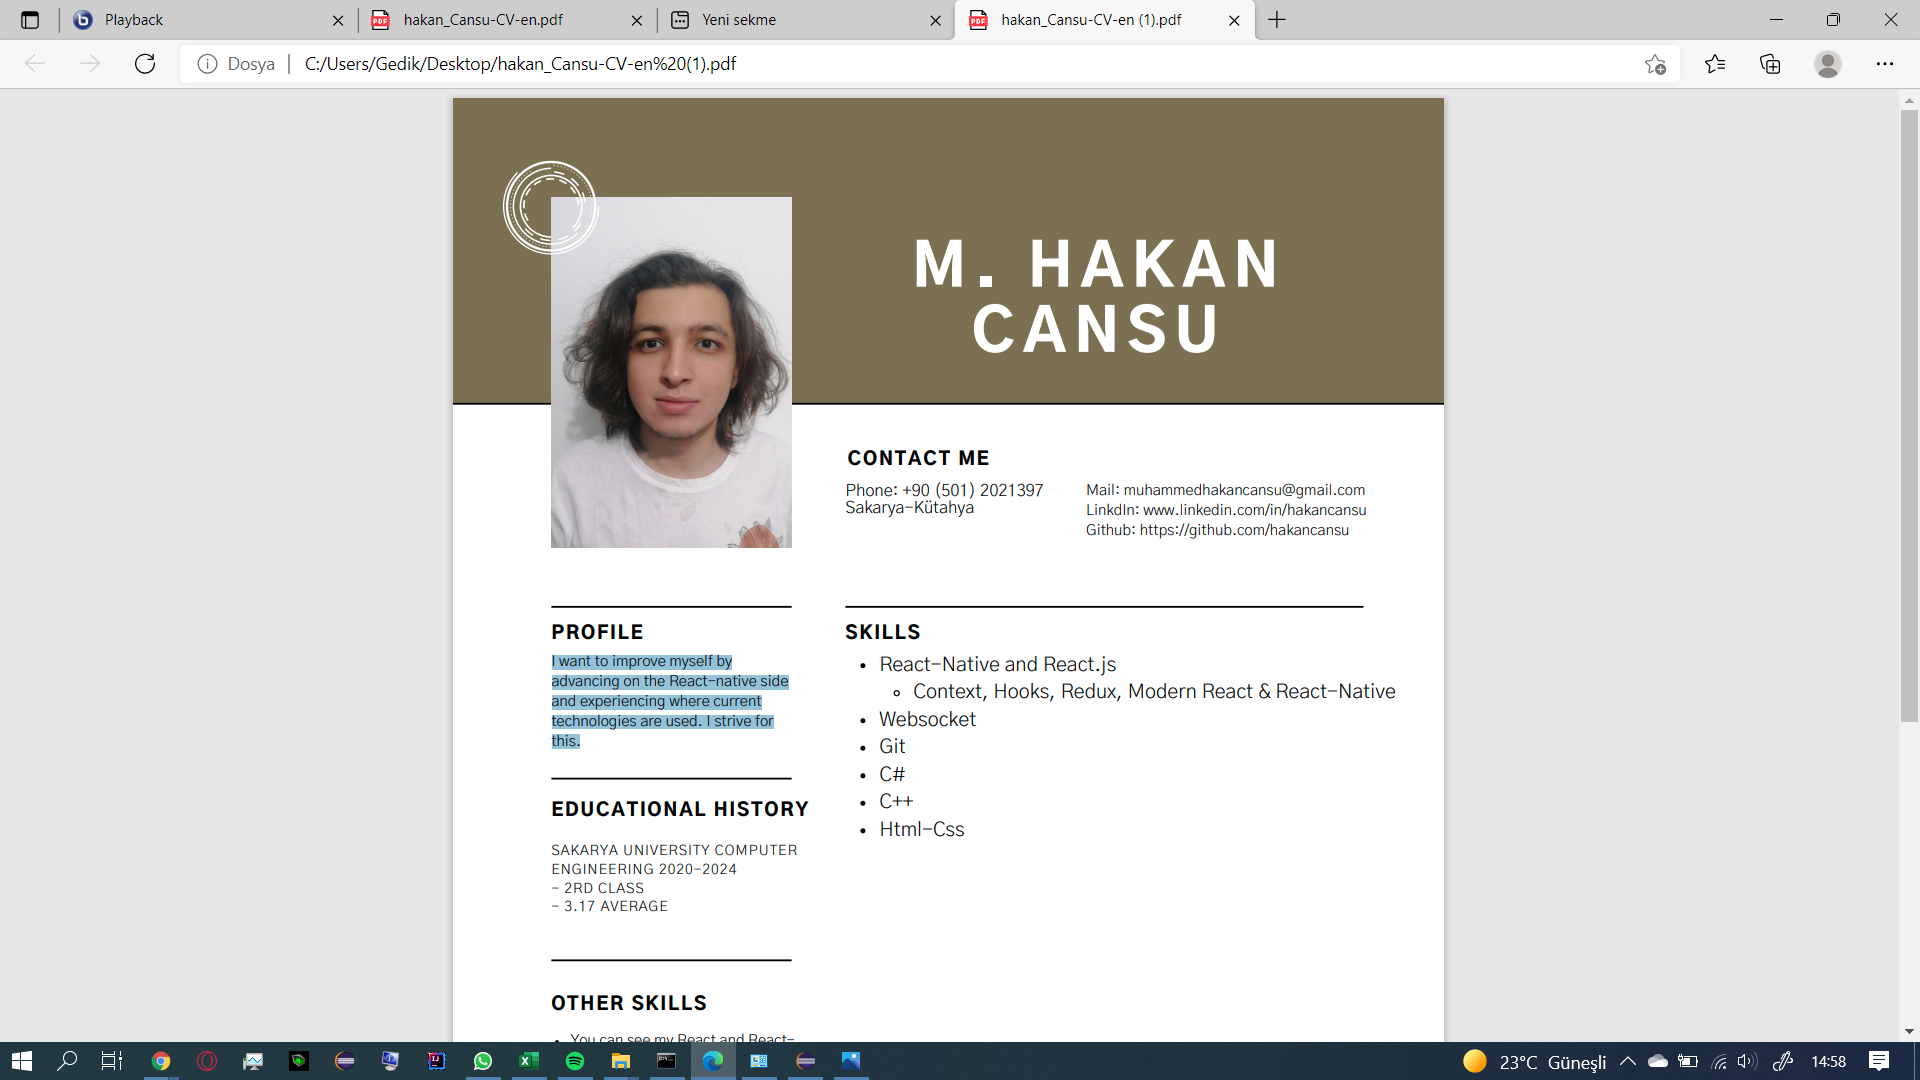 Playback
hakan_Cansu-CV-en.pdf
Yeni sekme
hakan_Cansu-CV-en (1).pdf
Dosya
C:/Users/Gedik/Desktop/hakan_Cansu-CV-en%20(1).pdf
M. HAKAN
CANSU
CONTACT ME
Phone: +90 (501) 2021397
Sakarya-Kütahya
Mail: muhammedhakancansu@gmail.com
LinkdIn: www.linkedin.com/in/hakancansu
Github: https://github.com/hakancansu
PROFILE
I want to improve myself by
advancing on the React-native side
and experiencing where current
technologies are used. I strive for
this.
EDUCATIONAL HISTORY
SAKARYA UNIVERSITY COMPUTER
ENGINEERING 2020-2024
- 2RD CLASS
- 3.17 AVERAGE
OTHER SKILLS
You can see my React and React-
SKILLS
React-Native and React.js
Context, Hooks, Redux, Modern React & React-Native
Websocket
Git
C#
C++
Html-Css
23°C Güneşli
14:58